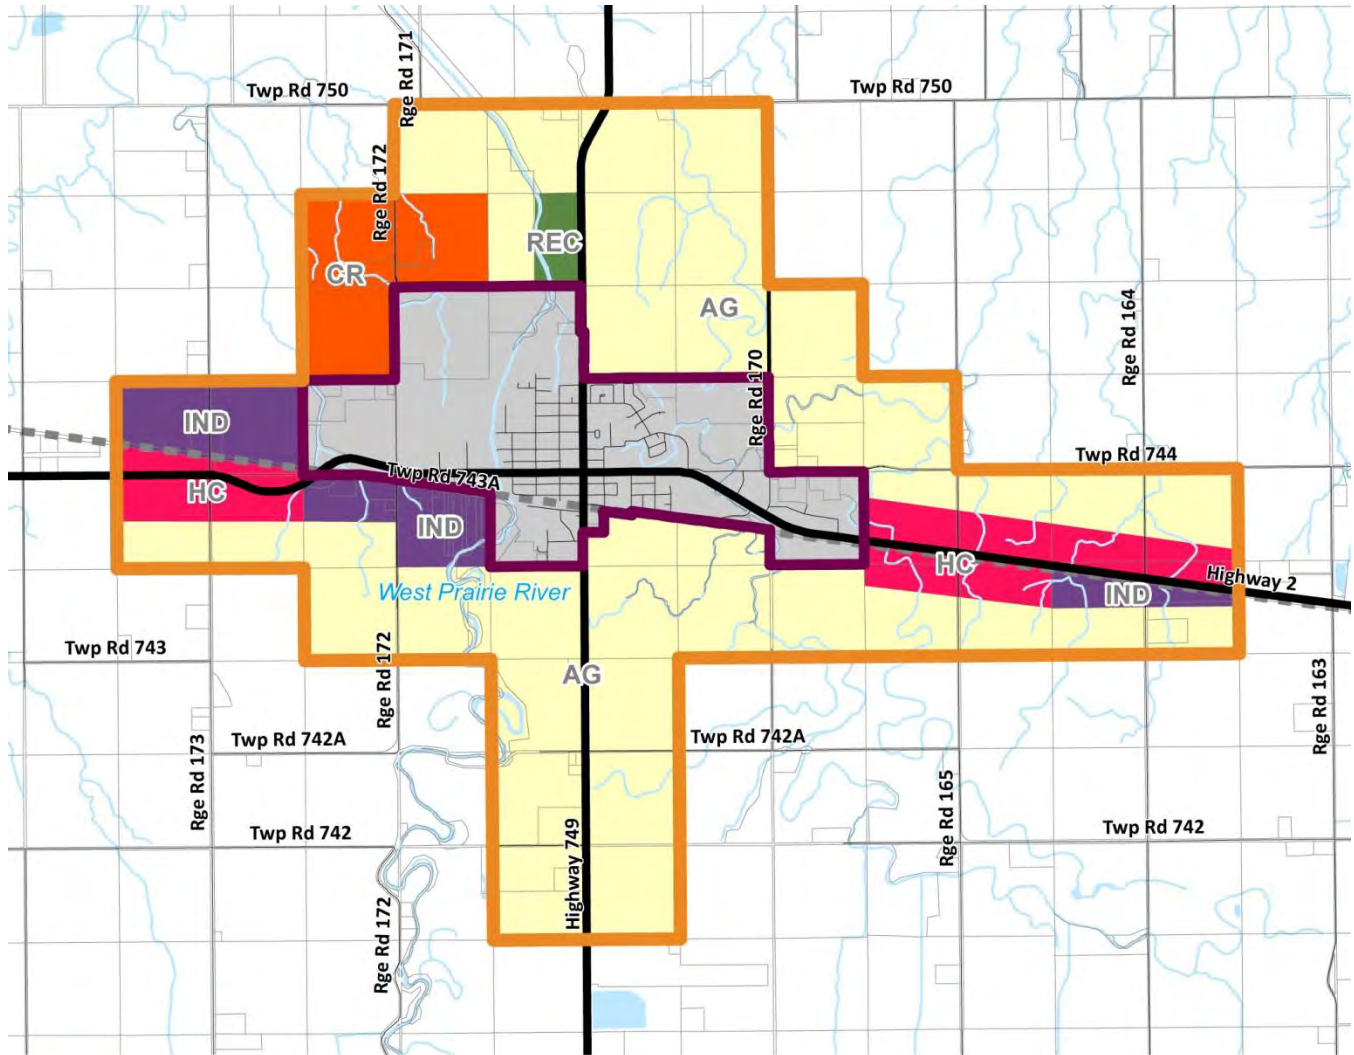 Rge Rd 171
Twp Rd 750
Twp Rd 750
Rge Rd 172
REC
CR
AG
Rge Rd 164
Rge Rd 170
IND
Twp Rd 744
Twp Rd 743A
HC
IND
HC
Highway 2
IND
West Prairie River
Twp Rd 743
AG
Rge Rd 172
Rge Rd 163
Twp Rd 742A
Twp Rd 742A
Rge Rd 173
Rge Rd 165
Twp Rd 742
Twp Rd 742
Highway 749
Rge Rd 172